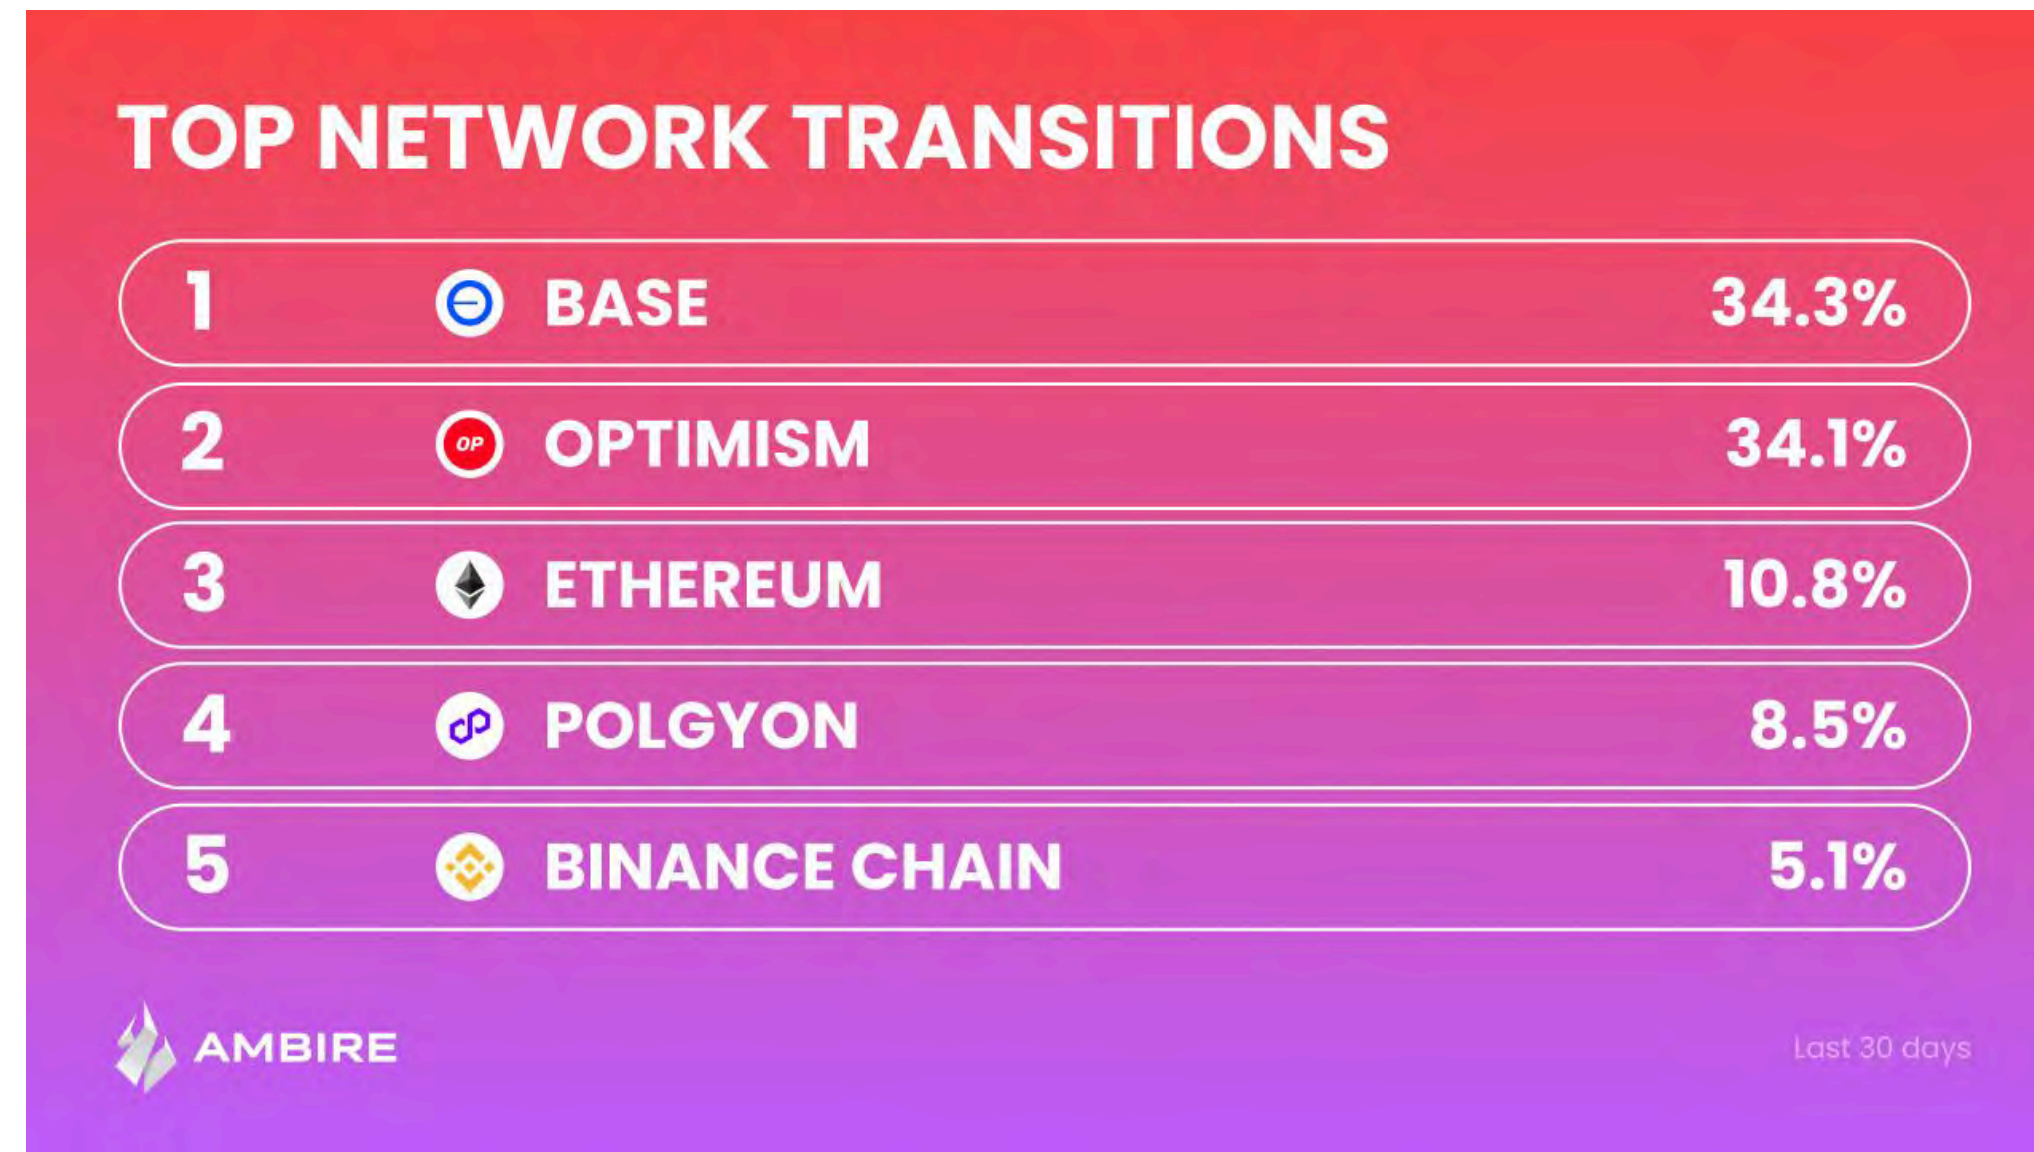 TOP NETWORK TRANSITIONS
1 BASE 34.3%
2 OP OPTIMISM 34.1%
3 ETHEREUM 10.8%
4 POLGYON 8.5%
5 BINANCE CHAIN 5.1%
AMBIRE Last 30 days